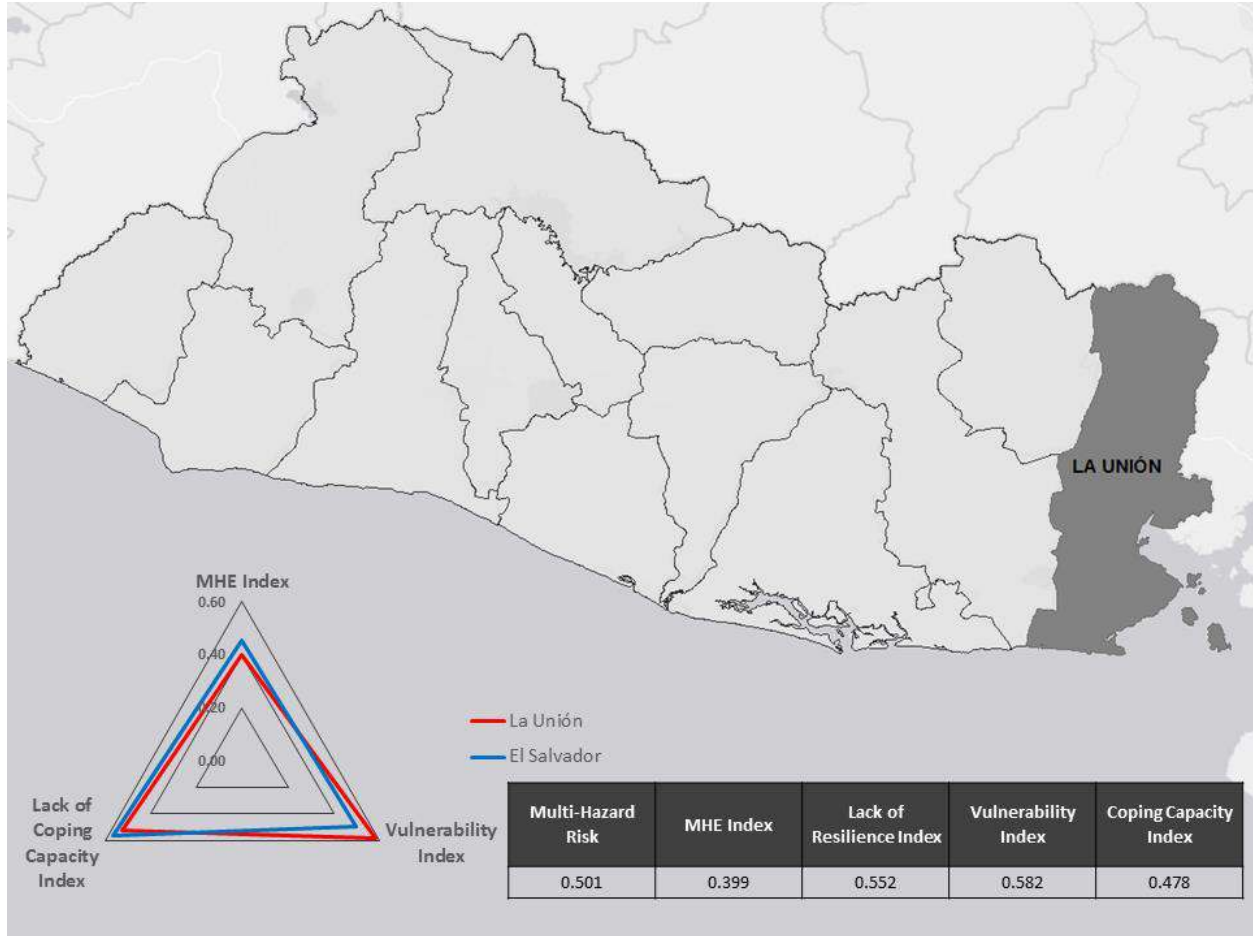 LA UNIÓN
MHE Index
0.60
0.40
0.20
0.00
Lack of
Coping
Capacity
Index
Vulnerability
Index
La Unión
El Salvador
Multi-Hazard
Risk
MHE Index
Lack of
Resilience Index
Vulnerability
Index
Coping Capacity
Index
0.501
0.399
0.552
0.582
0.478